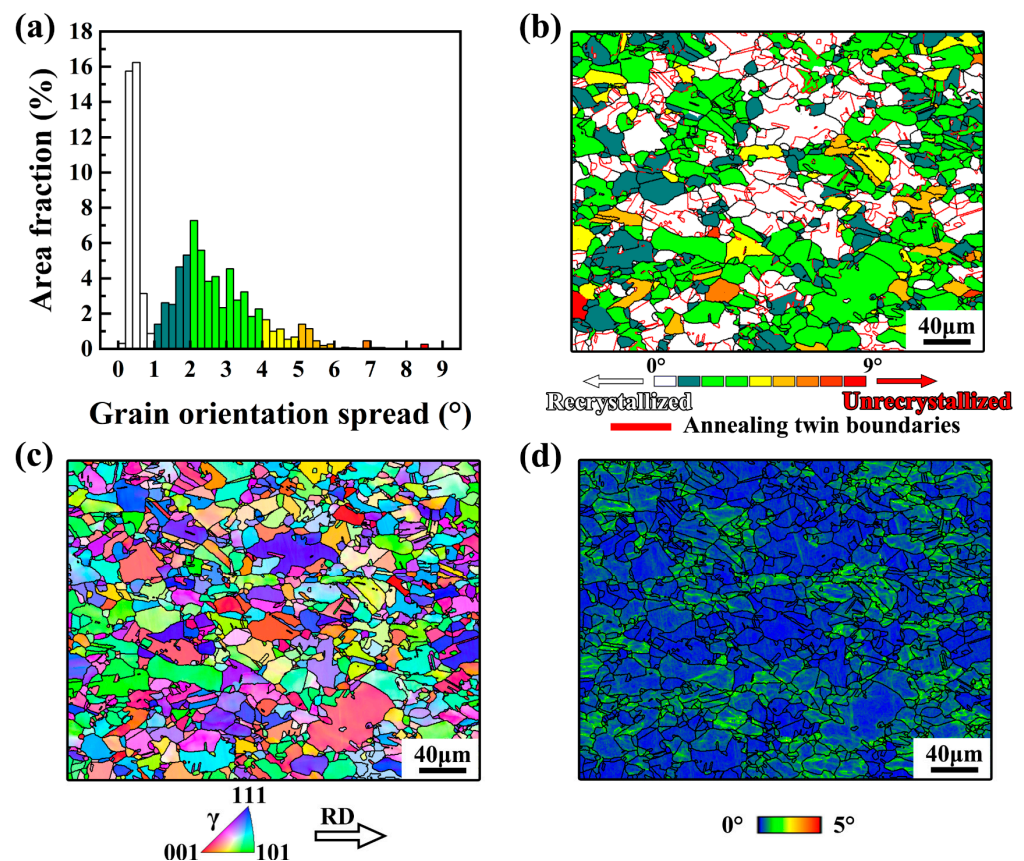 (a)
18
16
14
12
10
8
6
4
2
0
Area fraction (%)
0 1 2 3 4 5 6 7 8 9
Grain orientation spread (°)
(b)
40μm
0° 9°
Recrystallized Unrecrystallized
Annealing twin boundaries
(c)
40μm
111
γ
001 101
RD
(d)
40μm
0° 5°